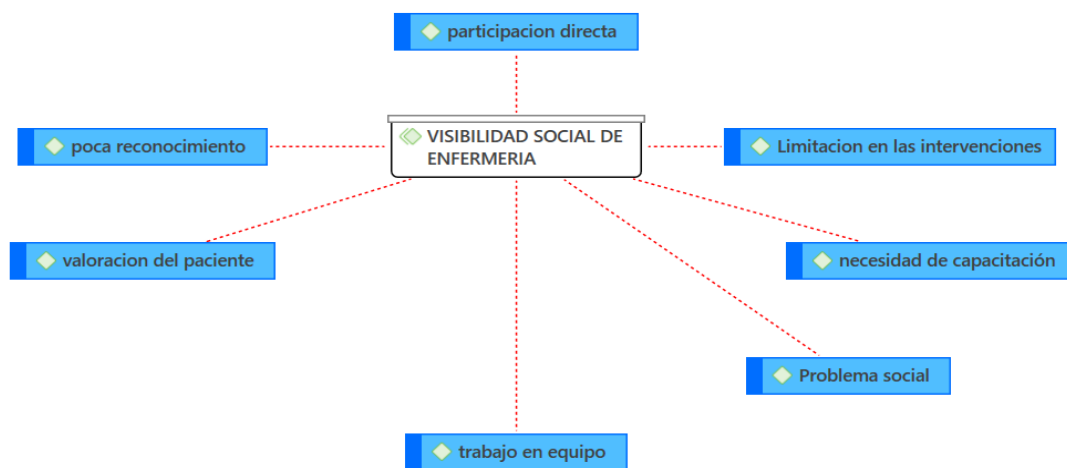 participacion directa
VISIBILIDAD SOCIAL DE
ENFERMERIA
poca reconocimiento
Limitacion en las intervenciones
valoracion del paciente
necesidad de capacitación
Problema social
trabajo en equipo